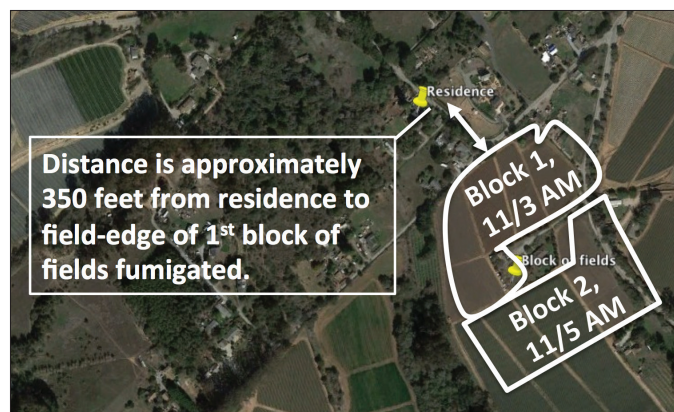 Residence
Distance is approximately
350 feet from residence to
field-edge of 1st block of
fields fumigated.
Block 1,
11/3 AM
Block of fields
Block 2,
11/5 AM